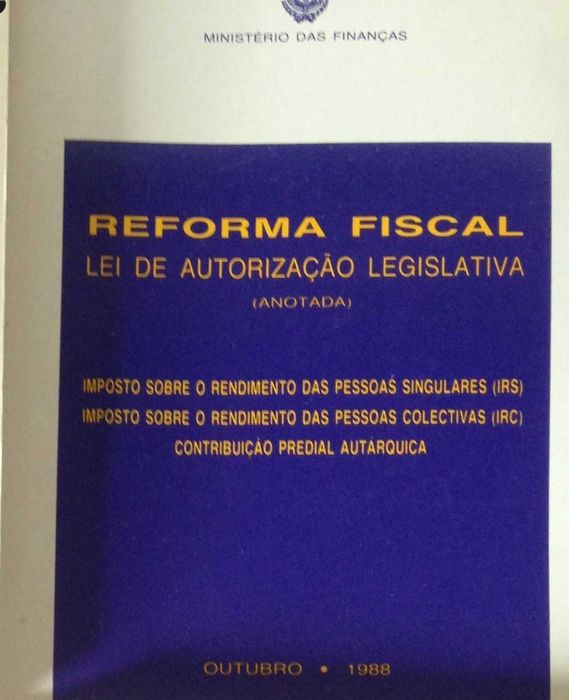 MINISTÉRIO DAS FINANÇAS
REFORMA FISCAL
LEI DE AUTORIZAÇÃO LEGISLATIVA
(ANOTADA)
IMPOSTO SOBRE O RENDIMENTO DAS PESSOAS SINGULARES (IRS)
IMPOSTO SOBRE O RENDIMENTO DAS PESSOAS COLECTIVAS (IRC)
CONTRIBUIÇÃO PREDIAL AUTÁRQUICA
OUTUBRO • 1988